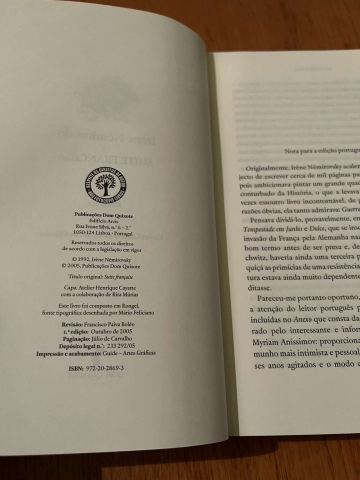 Publicações Dom Quixote
Edifício Arcis
Rua Ivone Silva, n.º 6 - 2.º
1050-124 Lisboa • Portugal
Reservados todos os direitos
de acordo com a legislação em vigor
© 1992, Irène Némirovsky
© 2005, Publicações Dom Quixote
Título original: Suite française
Capa: Atelier Henrique Cayatte
com a colaboração de Rita Múrias
Este livro foi composto em Rongel,
fonte tipográfica desenhada por Mário Feliciano
Revisão: Francisco Paiva Boléo
1.ª edição: Outubro de 2005
Paginação: Júlio de Carvalho
Depósito legal n.º: 233 292/05
Impressão e acabamento: Guide – Artes Gráficas
ISBN: 972-20-2869-3
Nota para a edição portugue
Originalmente, Irène Némirovsky
jecto de escrever cerca de mil páginas pa
pois ambicionava pintar um grande qua
conturbado da História, o que a levava
vezes essoutro livro incontornável, de
razões óbvias, ela tanto admirava: Guerra
Pensava dividi-lo, provavelmente, em
Tempestade em Junho e Dolce, que se
invasão da França pela Alemanha na
bom termo antes de ser presa e, de
chwitz, haveria ainda uma terceira
quiçá as primícias de uma resistência
tura estava ainda muito dependente
ditasse.
Pareceu-me portanto oportuno,
a atenção do leitor português p
incluídas no Anexo que consta da
rado pelo interessante e infor
Myriam Anissimov: proporciona
munho mais intimista e pessoal
ses anos agitados e o modo c